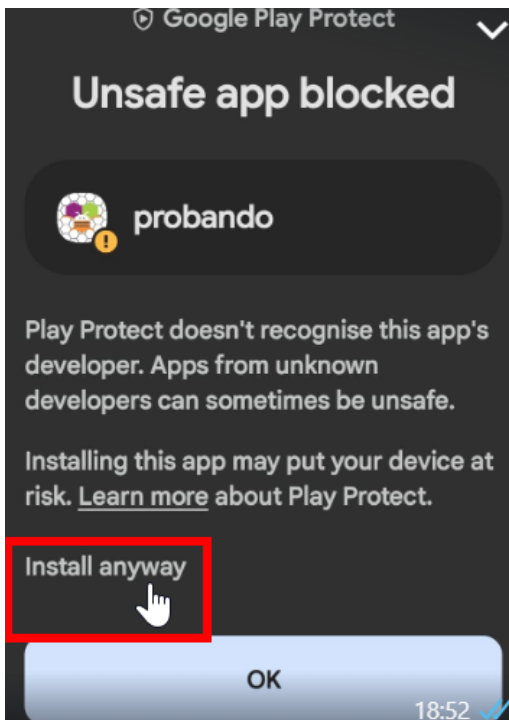 Google Play Protect
Unsafe app blocked
probando
Play Protect doesn't recognise this app's
developer. Apps from unknown
developers can sometimes be unsafe.
Installing this app may put your device at
risk. Learn more about Play Protect.
Install anyway
OK
18:52